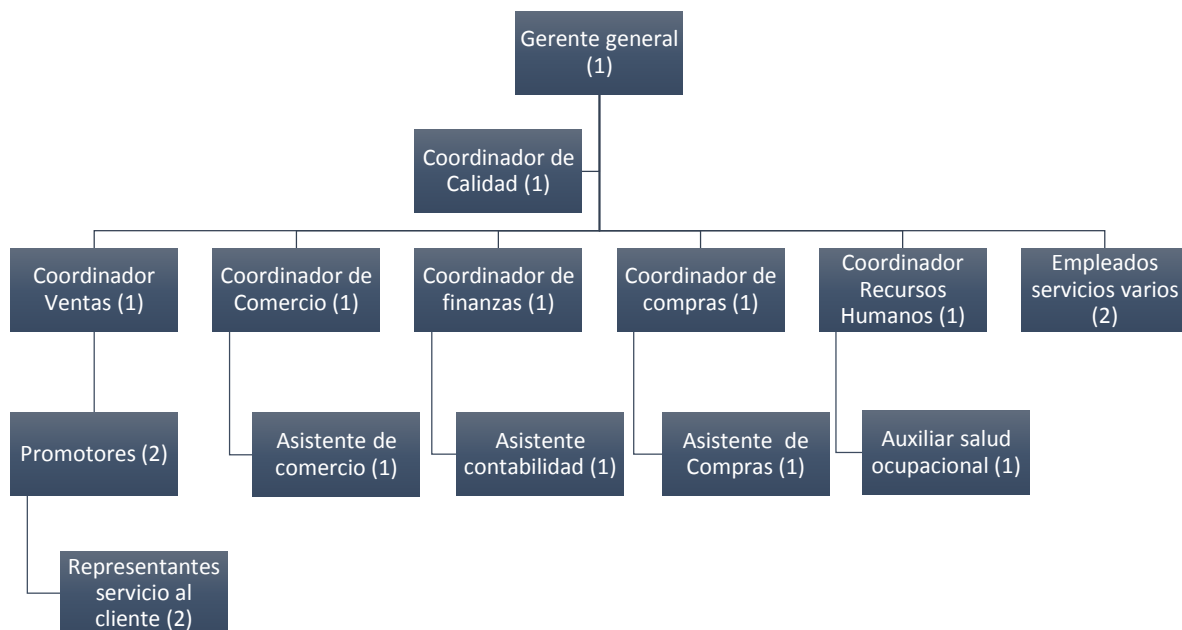 Gerente general
(1)
Coordinador de
Calidad (1)
Coordinador
Ventas (1)
Coordinador de
Comercio (1)
Coordinador de
finanzas (1)
Coordinador de
compras (1)
Coordinador
Recursos
Humanos (1)
Empleados
servicios varios
(2)
Promotores (2)
Asistente de
comercio (1)
Asistente
contabilidad (1)
Asistente de
Compras (1)
Auxiliar salud
ocupacional (1)
Representantes
servicio al
cliente (2)